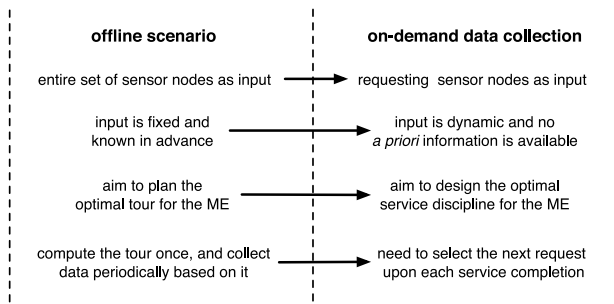 offline scenario
on-demand data collection
entire set of sensor nodes as input
requesting sensor nodes as input
input is fixed and
known in advance
input is dynamic and no
a priori information is available
aim to plan the
optimal tour for the ME
aim to design the optimal
service discipline for the ME
compute the tour once, and collect
data periodically based on it
need to select the next request
upon each service completion